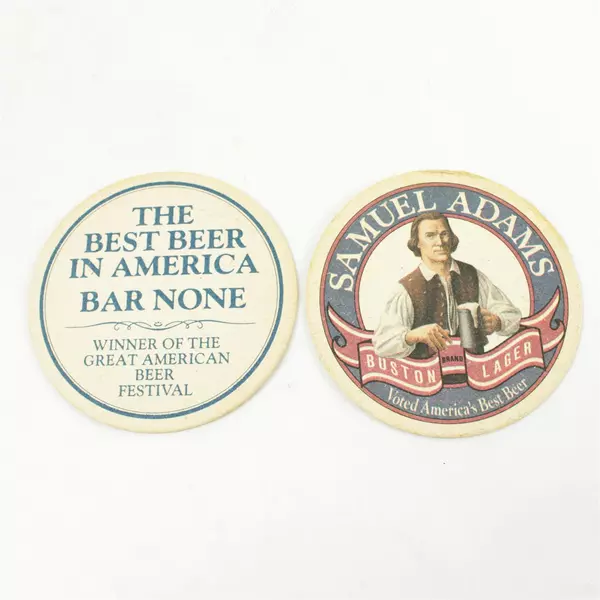 THE
BEST BEER
IN AMERICA
BAR NONE
WINNER OF THE
GREAT AMERICAN
BEER
FESTIVAL
SAMUEL ADAMS
BOSTON BRAND LAGER
Voted America's Best Beer